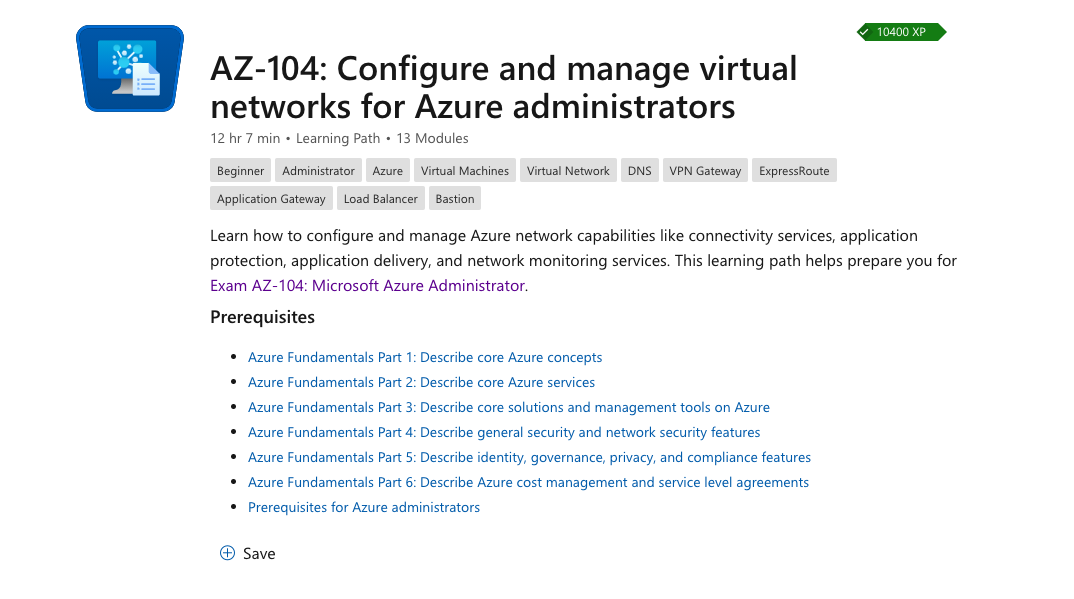 10400 XP
AZ-104: Configure and manage virtual
networks for Azure administrators
12 hr 7 min • Learning Path • 13 Modules
Beginner Administrator Azure Virtual Machines Virtual Network DNS VPN Gateway ExpressRoute
Application Gateway Load Balancer Bastion
Learn how to configure and manage Azure network capabilities like connectivity services, application
protection, application delivery, and network monitoring services. This learning path helps prepare you for
Exam AZ-104: Microsoft Azure Administrator.
Prerequisites
• Azure Fundamentals Part 1: Describe core Azure concepts
• Azure Fundamentals Part 2: Describe core Azure services
• Azure Fundamentals Part 3: Describe core solutions and management tools on Azure
• Azure Fundamentals Part 4: Describe general security and network security features
• Azure Fundamentals Part 5: Describe identity, governance, privacy, and compliance features
• Azure Fundamentals Part 6: Describe Azure cost management and service level agreements
• Prerequisites for Azure administrators
Save